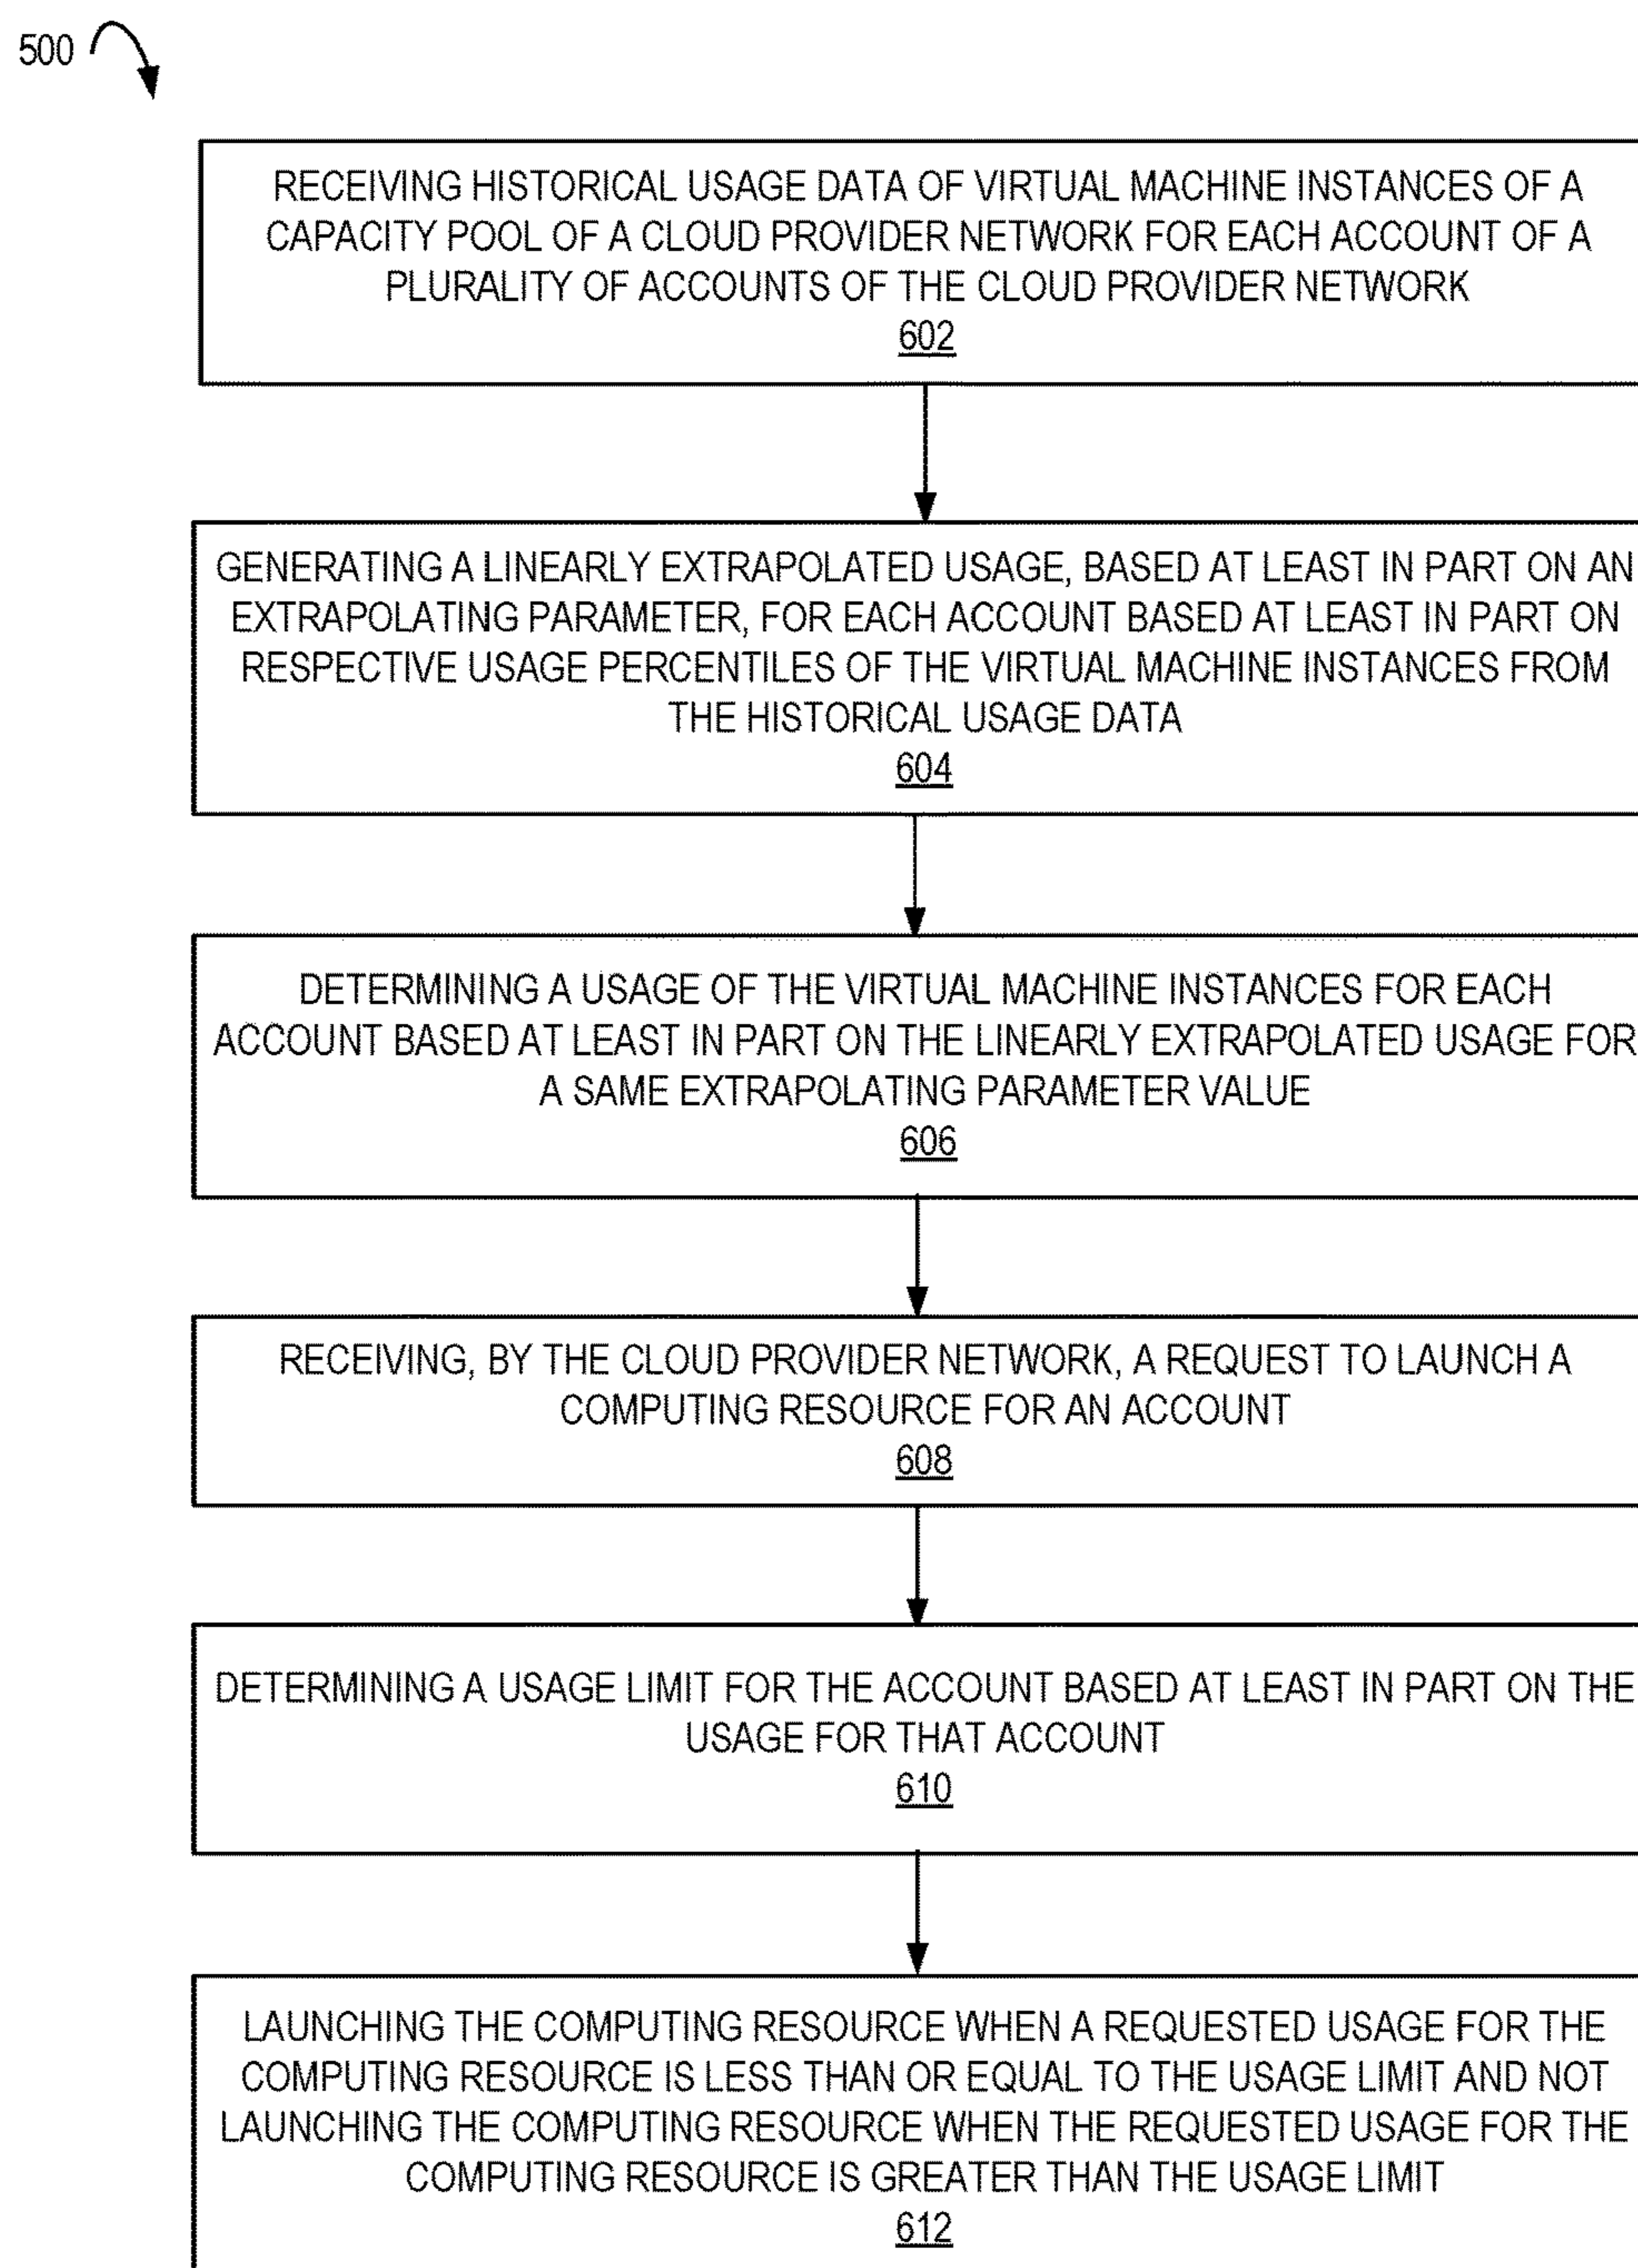 500
RECEIVING HISTORICAL USAGE DATA OF VIRTUAL MACHINE INSTANCES OF A
CAPACITY POOL OF A CLOUD PROVIDER NETWORK FOR EACH ACCOUNT OF A
PLURALITY OF ACCOUNTS OF THE CLOUD PROVIDER NETWORK
602
GENERATING A LINEARLY EXTRAPOLATED USAGE, BASED AT LEAST IN PART ON AN
EXTRAPOLATING PARAMETER, FOR EACH ACCOUNT BASED AT LEAST IN PART ON
RESPECTIVE USAGE PERCENTILES OF THE VIRTUAL MACHINE INSTANCES FROM
THE HISTORICAL USAGE DATA
604
DETERMINING A USAGE OF THE VIRTUAL MACHINE INSTANCES FOR EACH
ACCOUNT BASED AT LEAST IN PART ON THE LINEARLY EXTRAPOLATED USAGE FOR
A SAME EXTRAPOLATING PARAMETER VALUE
606
RECEIVING, BY THE CLOUD PROVIDER NETWORK, A REQUEST TO LAUNCH A
COMPUTING RESOURCE FOR AN ACCOUNT
608
DETERMINING A USAGE LIMIT FOR THE ACCOUNT BASED AT LEAST IN PART ON THE
USAGE FOR THAT ACCOUNT
610
LAUNCHING THE COMPUTING RESOURCE WHEN A REQUESTED USAGE FOR THE
COMPUTING RESOURCE IS LESS THAN OR EQUAL TO THE USAGE LIMIT AND NOT
LAUNCHING THE COMPUTING RESOURCE WHEN THE REQUESTED USAGE FOR THE
COMPUTING RESOURCE IS GREATER THAN THE USAGE LIMIT
612